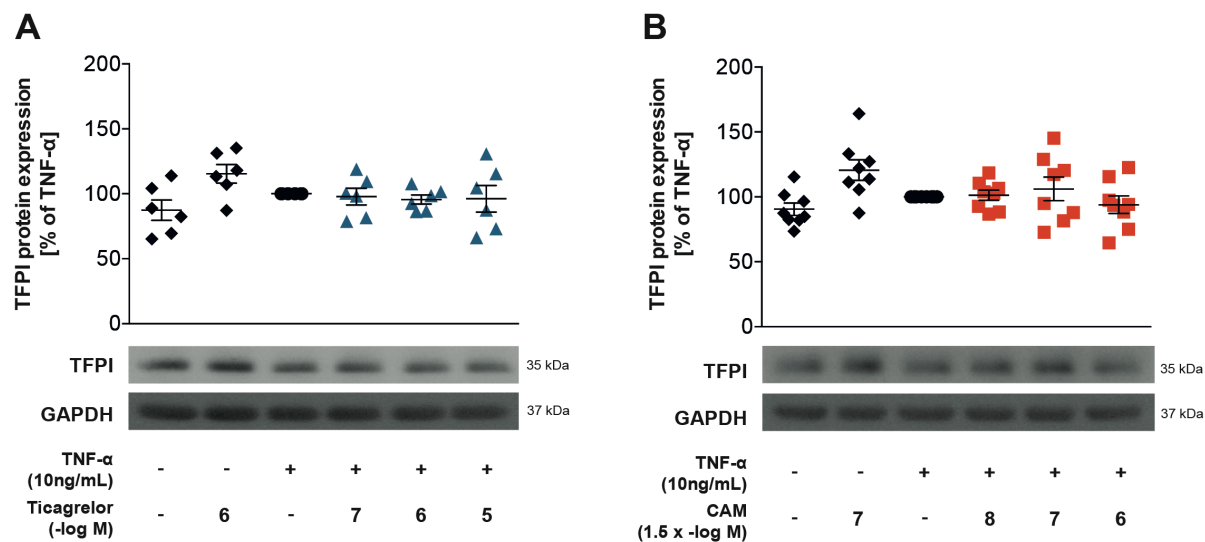 A
TFPI protein expression
[% of TNF-α]
200
150
100
50
0
TFPI
35 kDa
GAPDH
37 kDa
TNF-α
(10ng/mL)
- - + + + +
Ticagrelor
(-log M)
- 6 - 7 6 5
B
TFPI protein expression
[% of TNF-α]
200
150
100
50
0
TFPI
35 kDa
GAPDH
37 kDa
TNF-α
(10ng/mL)
- - + + + +
CAM
(1.5 x -log M)
- 7 - 8 7 6